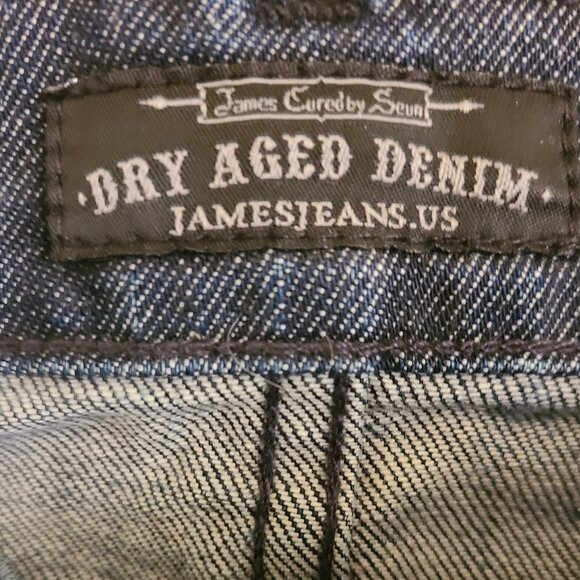 James Cured by Seun
·DRY AGED DENIM·
JAMESJEANS.US